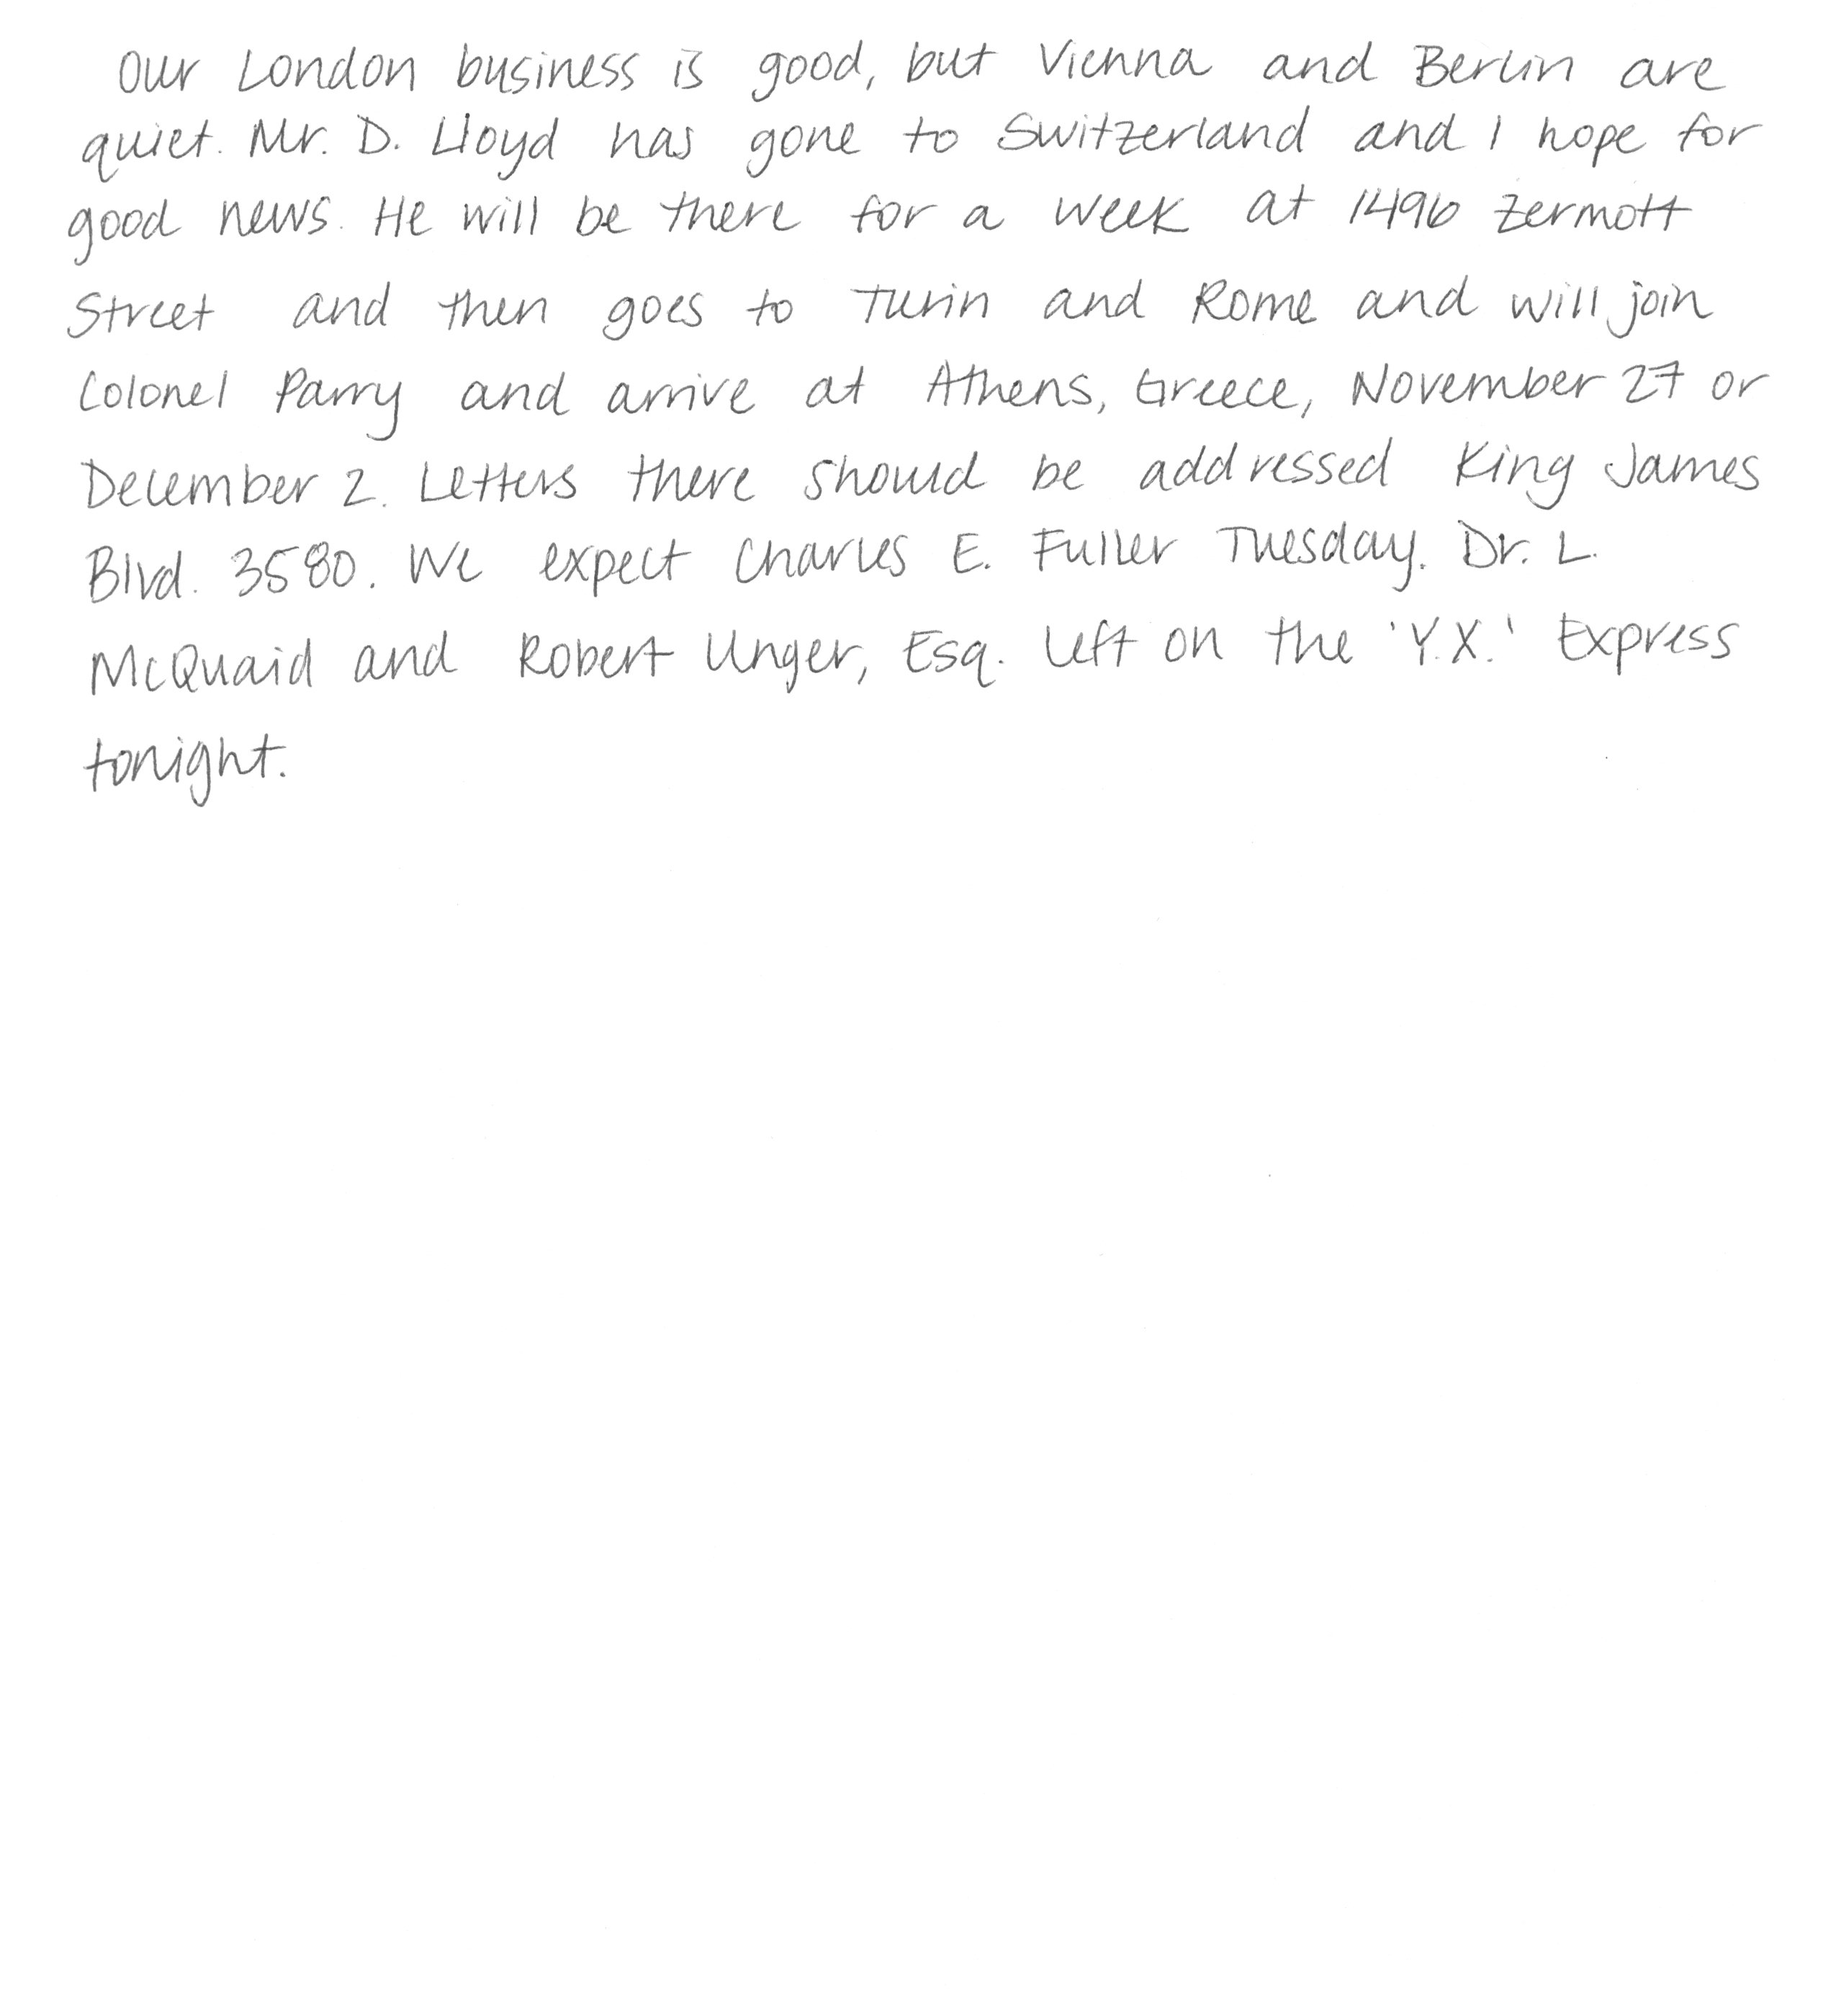 Our London business is good, but Vienna and Berlin are
quiet. Mr. D. Lloyd has gone to Switzerland and I hope for
good news. He will be there for a week at 1496 Zermott
Street and then goes to Turin and Rome and will join
Colonel Parry and arrive at Athens, Greece, November 27 or
December 2. Letters there should be addressed King James
Blvd. 3580. We expect Charles E. Fuller Tuesday. Dr. L.
McQuaid and Robert Unger, Esq. left on the 'Y.X.' Express
tonight.